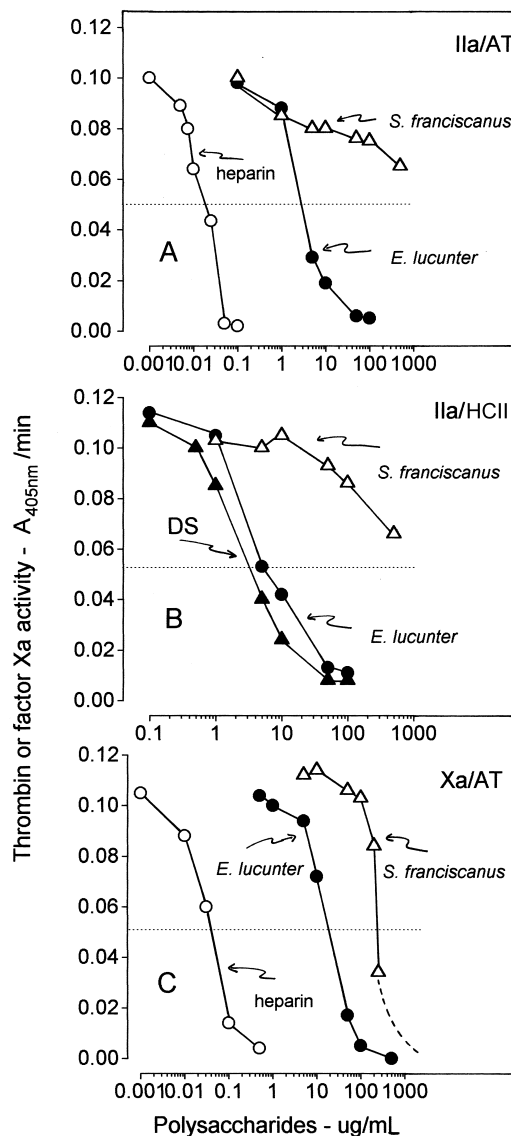 Thrombin or factor Xa activity - A405nm /min
IIa/AT
0.12
0.10
0.08
0.06
0.04
0.02
0.00
S. franciscanus
heparin
E. lucunter
A
0.001 0.01 0.1 1 10 100 1000
IIa/HCII
0.12
0.10
0.08
0.06
0.04
0.02
0.00
S. franciscanus
DS
E. lucunter
B
0.1 1 10 100 1000
Xa/AT
0.12
0.10
0.08
0.06
0.04
0.02
0.00
E. lucunter
S. franciscanus
heparin
C
0.001 0.01 0.1 1 10 100 1000
Polysaccharides - ug/mL